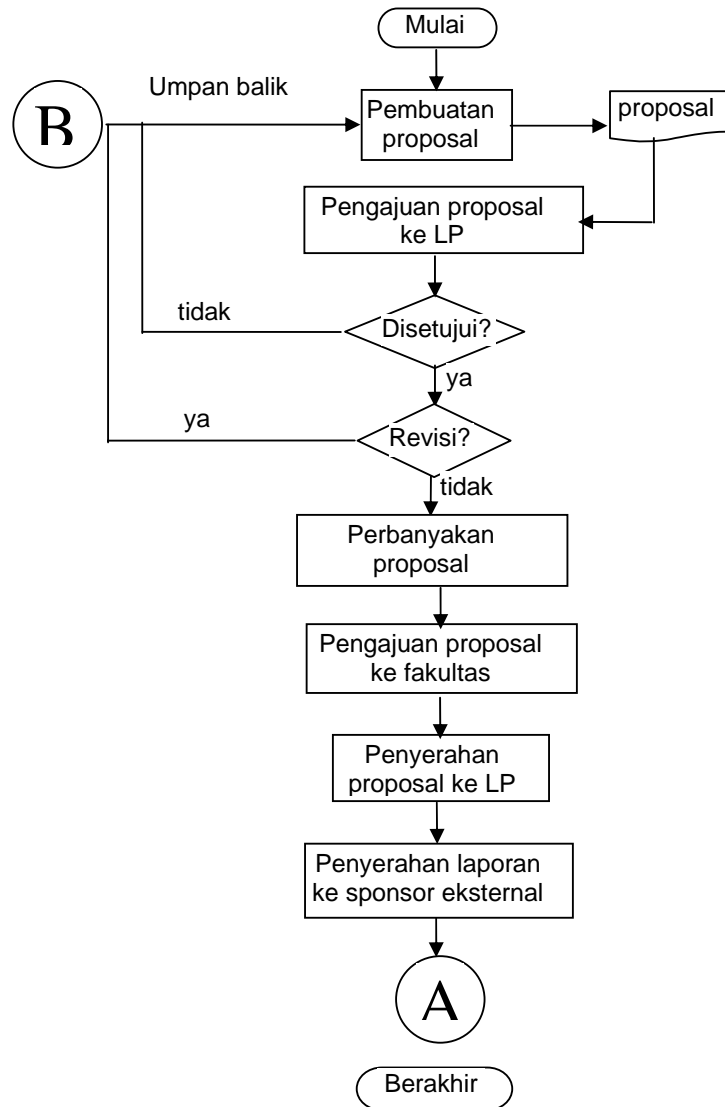 Mulai
Umpan balik
B
Pembuatan
proposal
proposal
Pengajuan proposal
ke LP
tidak
Disetujui?
ya
ya
Revisi?
tidak
Perbanyakan
proposal
Pengajuan proposal
ke fakultas
Penyerahan
proposal ke LP
Penyerahan laporan
ke sponsor eksternal
A
Berakhir